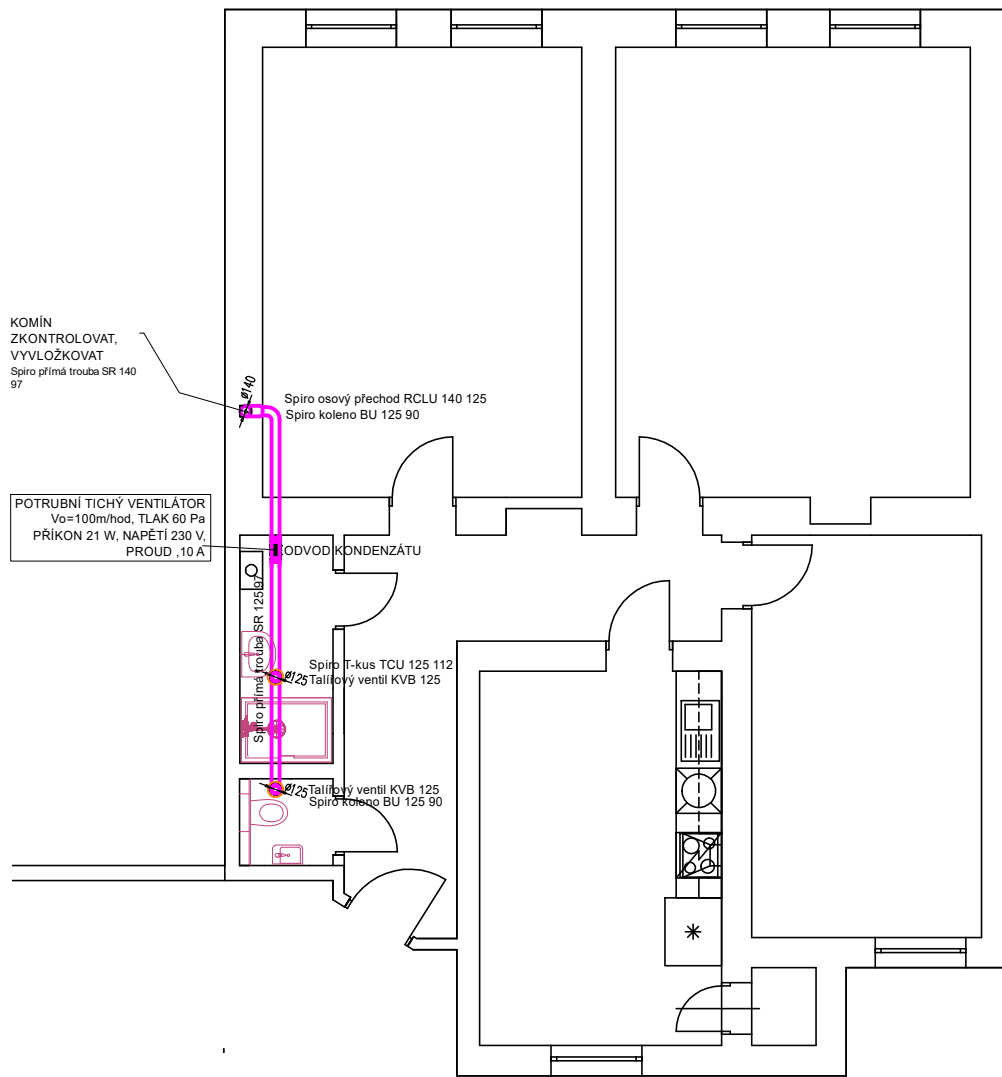 KOMÍN
ZKONTROLOVAT,
VYVLOŽKOVAT
Spiro přímá trouba SR 140
97
ø140
Spiro osový přechod RCLU 140 125
Spiro koleno BU 125 90
POTRUBNÍ TICHÝ VENTILÁTOR
Vo=100m/hod, TLAK 60 Pa
PŘÍKON 21 W, NAPĚTÍ 230 V,
PROUD ,10 A
ODVOD KONDENZÁTU
Spiro přímá trouba SR 125 97
Spiro T-kus TCU 125 112
ø125
Talířový ventil KVB 125
ø125
Talířový ventil KVB 125
Spiro koleno BU 125 90